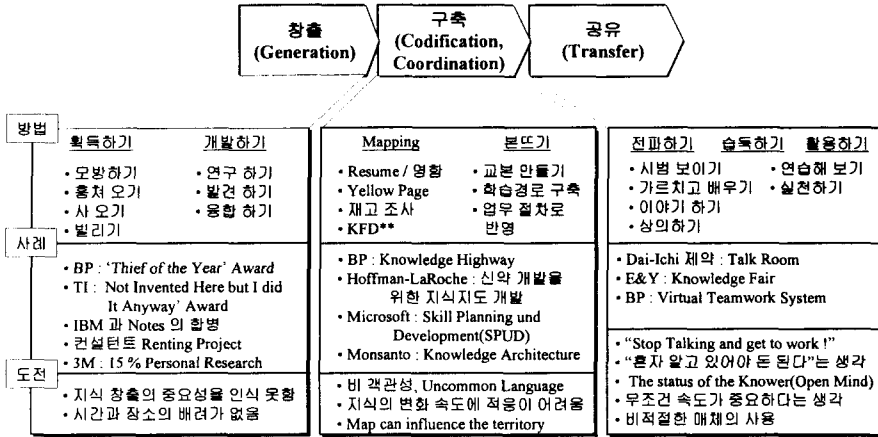 창출
(Generation)
구축
(Codification,
Coordination)
공유
(Transfer)
방법
획득하기 개발하기
• 모방하기 • 연구 하기
• 훔쳐 오기 • 발견 하기
• 사 오기 • 융합 하기
• 빌리기
Mapping 본뜨기
• Resume / 명함 • 교본 만들기
• Yellow Page • 학습경로 구축
• 재고 조사 • 업무 절차로
• KFD** 반영
전파하기 습득하기 활용하기
• 시범 보이기 • 연습해 보기
• 가르치고 배우기 • 실천하기
• 이야기 하기
• 상의하기
사례
• BP : 'Thief of the Year' Award
• TI : Not Invented Here but I did
It Anyway' Award
• IBM 과 Notes 의 합병
• 컨설턴트 Renting Project
• 3M : 15 % Personal Research
• BP : Knowledge Highway
• Hoffman-LaRoche : 신약 개발을
위한 지식지도 개발
• Microsoft : Skill Planning und
Development(SPUD)
• Monsanto : Knowledge Architecture
• Dai-Ichi 제약 : Talk Room
• E&Y : Knowledge Fair
• BP : Virtual Teamwork System
도전
• 지식 창출의 중요성을 인식 못함
• 시간과 장소의 배려가 없음
• 비 객관성, Uncommon Language
• 지식의 변화 속도에 적응이 어려움
• Map can influence the territory
• "Stop Talking and get to work !"
• "혼자 알고 있어야 돈 된다"는 생각
• The status of the Knower(Open Mind)
• 무조건 속도가 중요하다는 생각
• 비적절한 매체의 사용